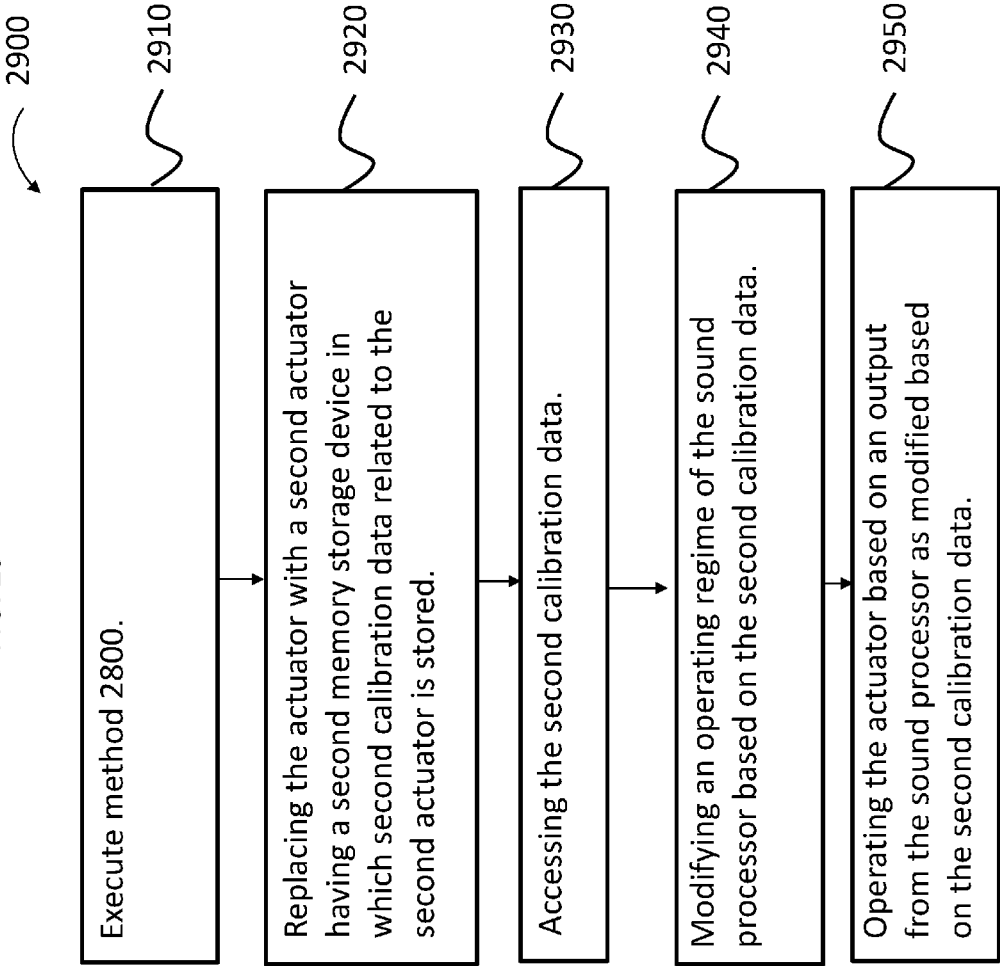 2900
Execute method 2800.
2910
Replacing the actuator with a second actuator
having a second memory storage device in
which second calibration data related to the
second actuator is stored.
2920
Accessing the second calibration data.
2930
Modifying an operating regime of the sound
processor based on the second calibration data.
2940
Operating the actuator based on an output
from the sound processor as modified based
on the second calibration data.
2950